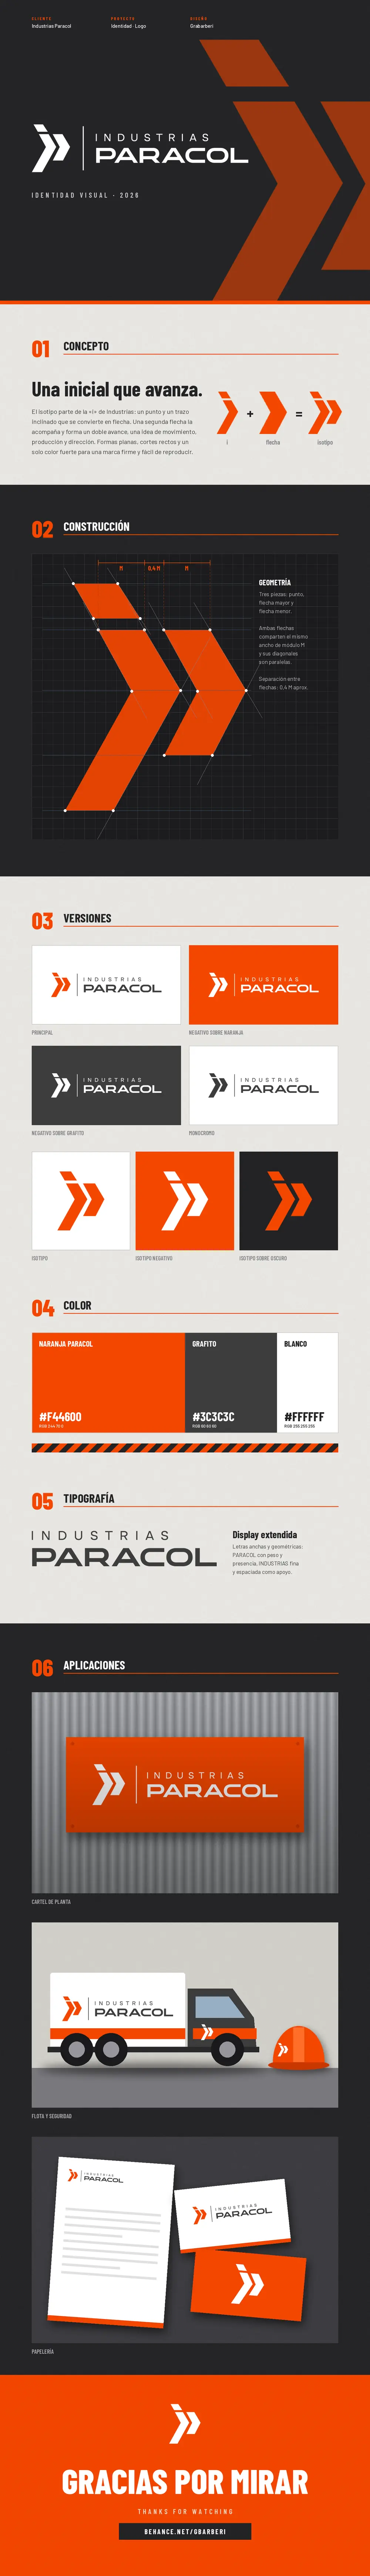 CLIENTE
Industrias Paracol
PROYECTO
Identidad · Logo
DISEÑO
Grabarberi
INDUSTRIAS
PARACOL
IDENTIDAD VISUAL · 2026
01 CONCEPTO
Una inicial que avanza.
El isotipo parte de la «i» de Industrias: un punto y un trazo
inclinado que se convierte en flecha. Una segunda flecha la
acompaña y forma un doble avance, una idea de movimiento,
producción y dirección. Formas planas, cortes rectos y un
solo color fuerte para una marca firme y fácil de reproducir.
+ =
i flecha isotipo
02 CONSTRUCCIÓN
M 0,4 M M
GEOMETRÍA
Tres piezas: punto,
flecha mayor y
flecha menor.
Ambas flechas
comparten el mismo
ancho de módulo M
y sus diagonales
son paralelas.
Separación entre
flechas: 0,4 M aprox.
03 VERSIONES
INDUSTRIAS
PARACOL
INDUSTRIAS
PARACOL
PRINCIPAL
NEGATIVO SOBRE NARANJA
INDUSTRIAS
PARACOL
INDUSTRIAS
PARACOL
NEGATIVO SOBRE GRAFITO
MONOCROMO
ISOTIPO
ISOTIPO NEGATIVO
ISOTIPO SOBRE OSCURO
04 COLOR
NARANJA PARACOL
#F44600
RGB 244 70 0
GRAFITO
#3C3C3C
RGB 60 60 60
BLANCO
#FFFFFF
RGB 255 255 255
05 TIPOGRAFÍA
INDUSTRIAS
PARACOL
Display extendida
Letras anchas y geométricas:
PARACOL con peso y
presencia, INDUSTRIAS fina
y espaciada como apoyo.
06 APLICACIONES
INDUSTRIAS
PARACOL
CARTEL DE PLANTA
INDUSTRIAS
PARACOL
FLOTA Y SEGURIDAD
INDUSTRIAS
PARACOL
INDUSTRIAS
PARACOL
PAPELERÍA
GRACIAS POR MIRAR
THANKS FOR WATCHING
BEHANCE.NET/GBARBERI